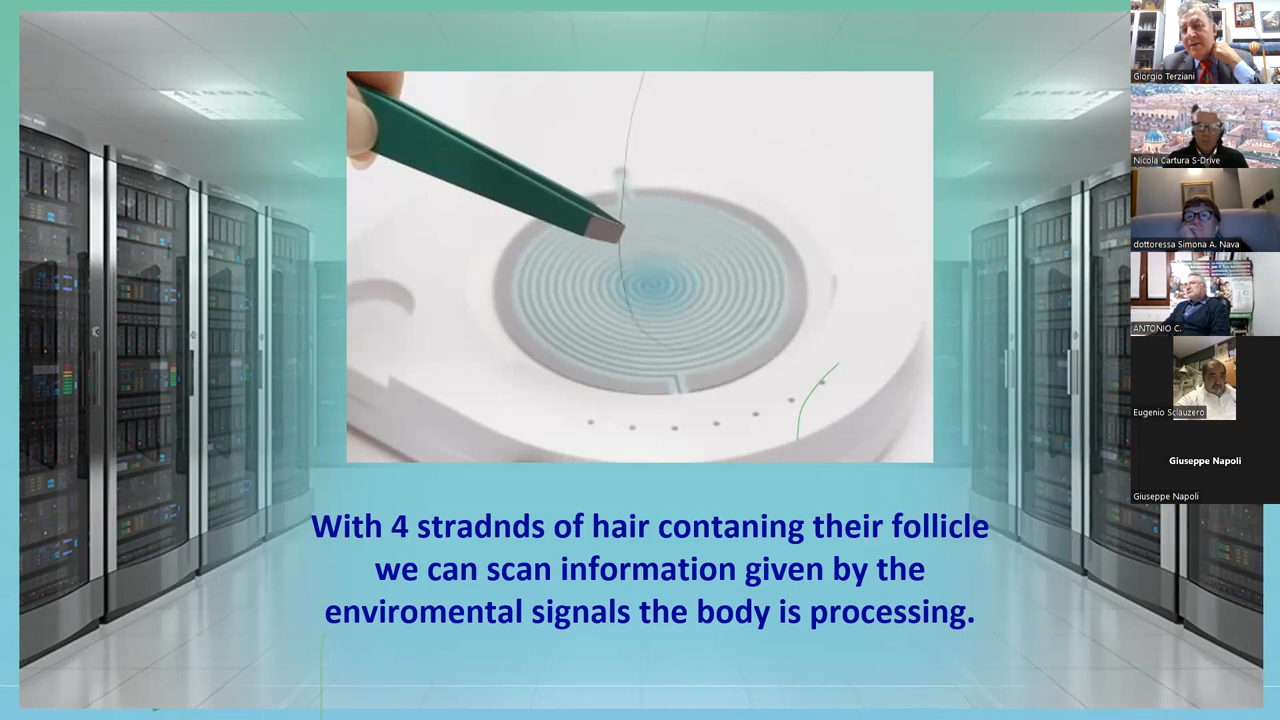 With 4 stradnds of hair contaning their follicle
we can scan information given by the
enviromental signals the body is processing.
Giorgio Terziani
Nicola Cartura S-Drive
dottoressa Simona A. Nava
ANTONIO C.
Eugenio Sclauzero
Giuseppe Napoli
Giuseppe Napoli